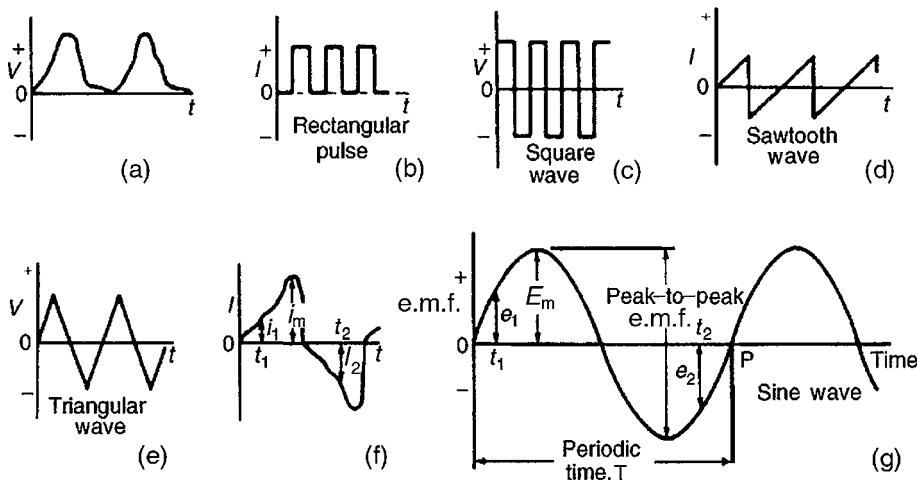 +
V
0
−
t
(a)
+
I
0
−
t
Rectangular
pulse
(b)
+
V
0
−
t
Square
wave
(c)
+
I
0
−
t
Sawtooth
wave
(d)
+
V
0
−
t
Triangular
wave
(e)
+
I
0
−
i1
t1
im
t2
I2
t
(f)
+
e.m.f.
0
−
e1
t1
Em
Peak-to-peak
e.m.f.
t2
e2
P
Time
Sine wave
Periodic
time.T
(g)